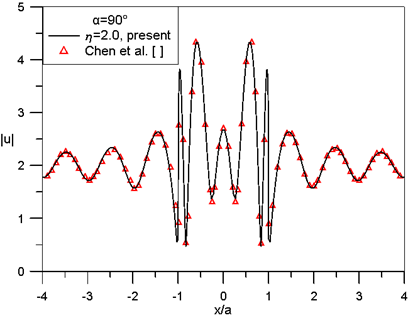 α=90°
η=2.0, present
Chen et al. [ ]
|u|
5
4
3
2
1
0
-4 -3 -2 -1 0 1 2 3 4
x/a